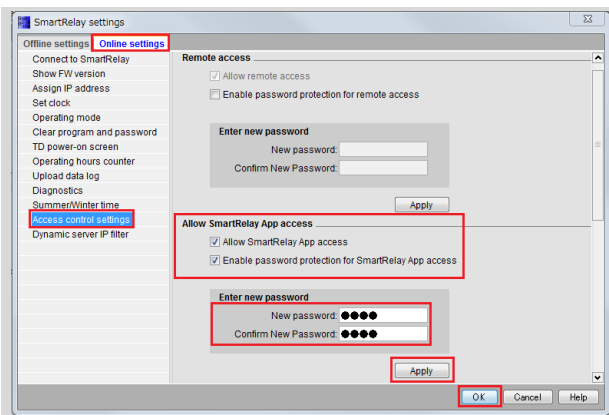 SmartRelay settings
Offline settings Online settings
Connect to SmartRelay
Show FW version
Assign IP address
Set clock
Operating mode
Clear program and password
TD power-on screen
Operating hours counter
Upload data log
Diagnostics
Summer/Winter time
Access control settings
Dynamic server IP filter
Remote access
Allow remote access
Enable password protection for remote access
Enter new password
New password:
Confirm New Password:
Apply
Allow SmartRelay App access
Allow SmartRelay App access
Enable password protection for SmartRelay App access
Enter new password
New password: ●●●●
Confirm New Password: ●●●●
Apply
OK Cancel Help